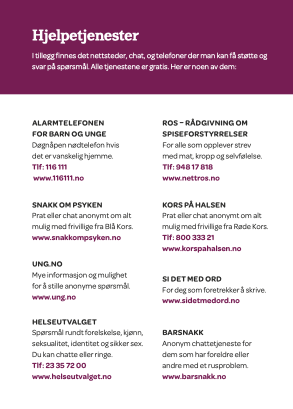 Hjelpetjenester
I tillegg finnes det nettsteder, chat, og telefoner der man kan få støtte og
svar på spørsmål. Alle tjenestene er gratis. Her er noen av dem:
ALARMTELEFONEN
FOR BARN OG UNGE
Døgnåpen nødtelefon hvis
det er vanskelig hjemme.
Tlf: 116 111
www.116111.no
SNAKK OM PSYKEN
Prat eller chat anonymt om alt
mulig med frivillige fra Blå Kors.
www.snakkompsyken.no
UNG.NO
Mye informasjon og mulighet
for å stille anonyme spørsmål.
www.ung.no
HELSEUTVALGET
Spørsmål rundt forelskelse, kjønn,
seksualitet, identitet og sikker sex.
Du kan chatte eller ringe.
Tlf: 23 35 72 00
www.helseutvalget.no
ROS – RÅDGIVNING OM
SPISEFORSTYRRELSER
For alle som opplever strev
med mat, kropp og selvfølelse.
Tlf: 948 17 818
www.nettros.no
KORS PÅ HALSEN
Prat eller chat anonymt om alt
mulig med frivillige fra Røde Kors.
Tlf: 800 333 21
www.korspahalsen.no
SI DET MED ORD
For deg som foretrekker å skrive.
www.sidetmedord.no
BARSNAKK
Anonym chattetjeneste for
dem som har foreldre eller
andre med et rusproblem.
www.barsnakk.no